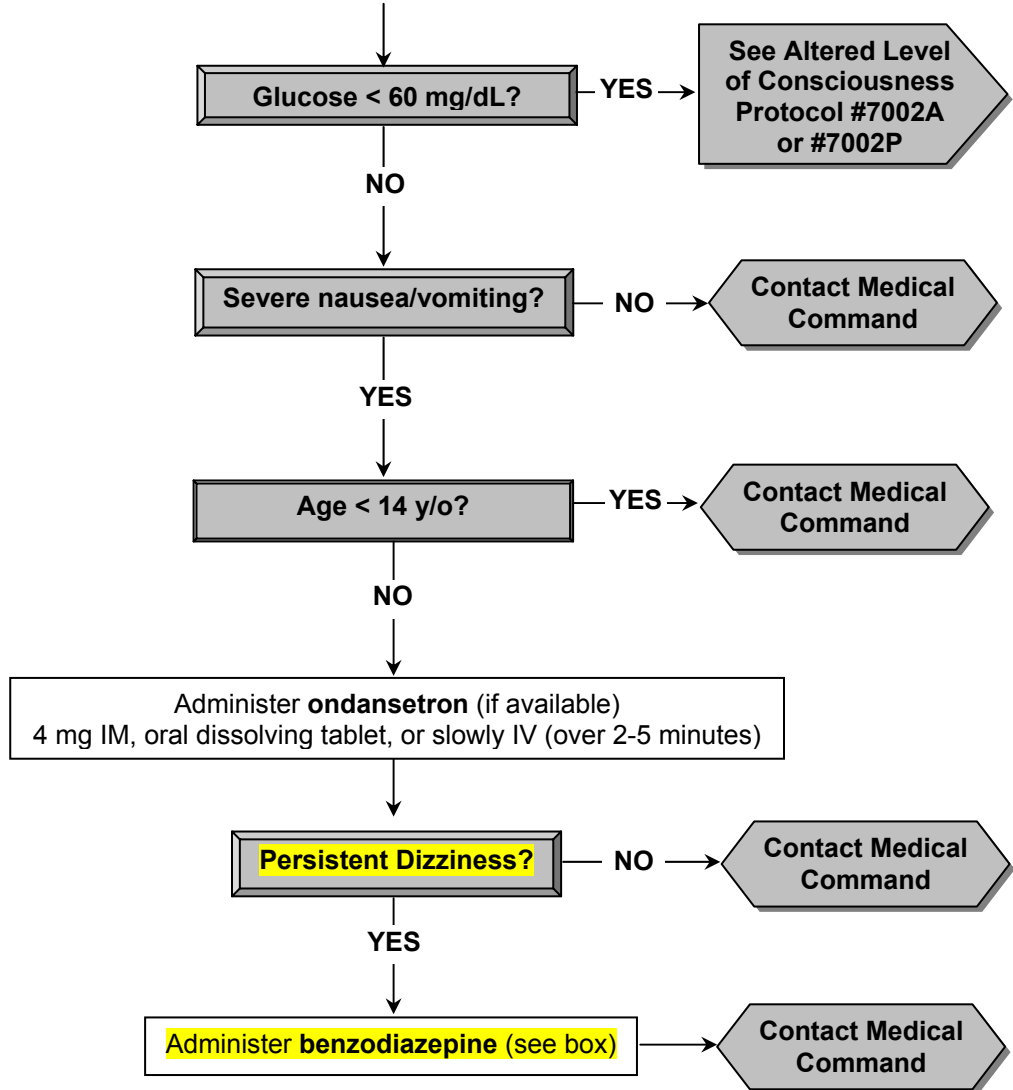 Glucose < 60 mg/dL?
YES
See Altered Level
of Consciousness
Protocol #7002A
or #7002P
NO
Severe nausea/vomiting?
NO
Contact Medical
Command
YES
Age < 14 y/o?
YES
Contact Medical
Command
NO
Administer ondansetron (if available)
4 mg IM, oral dissolving tablet, or slowly IV (over 2-5 minutes)
Persistent Dizziness?
NO
Contact Medical
Command
YES
Administer benzodiazepine (see box)
Contact Medical
Command